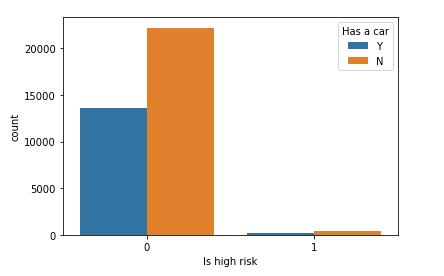 Has a car
Y
N
20000
15000
10000
5000
0
count
0
1
Is high risk